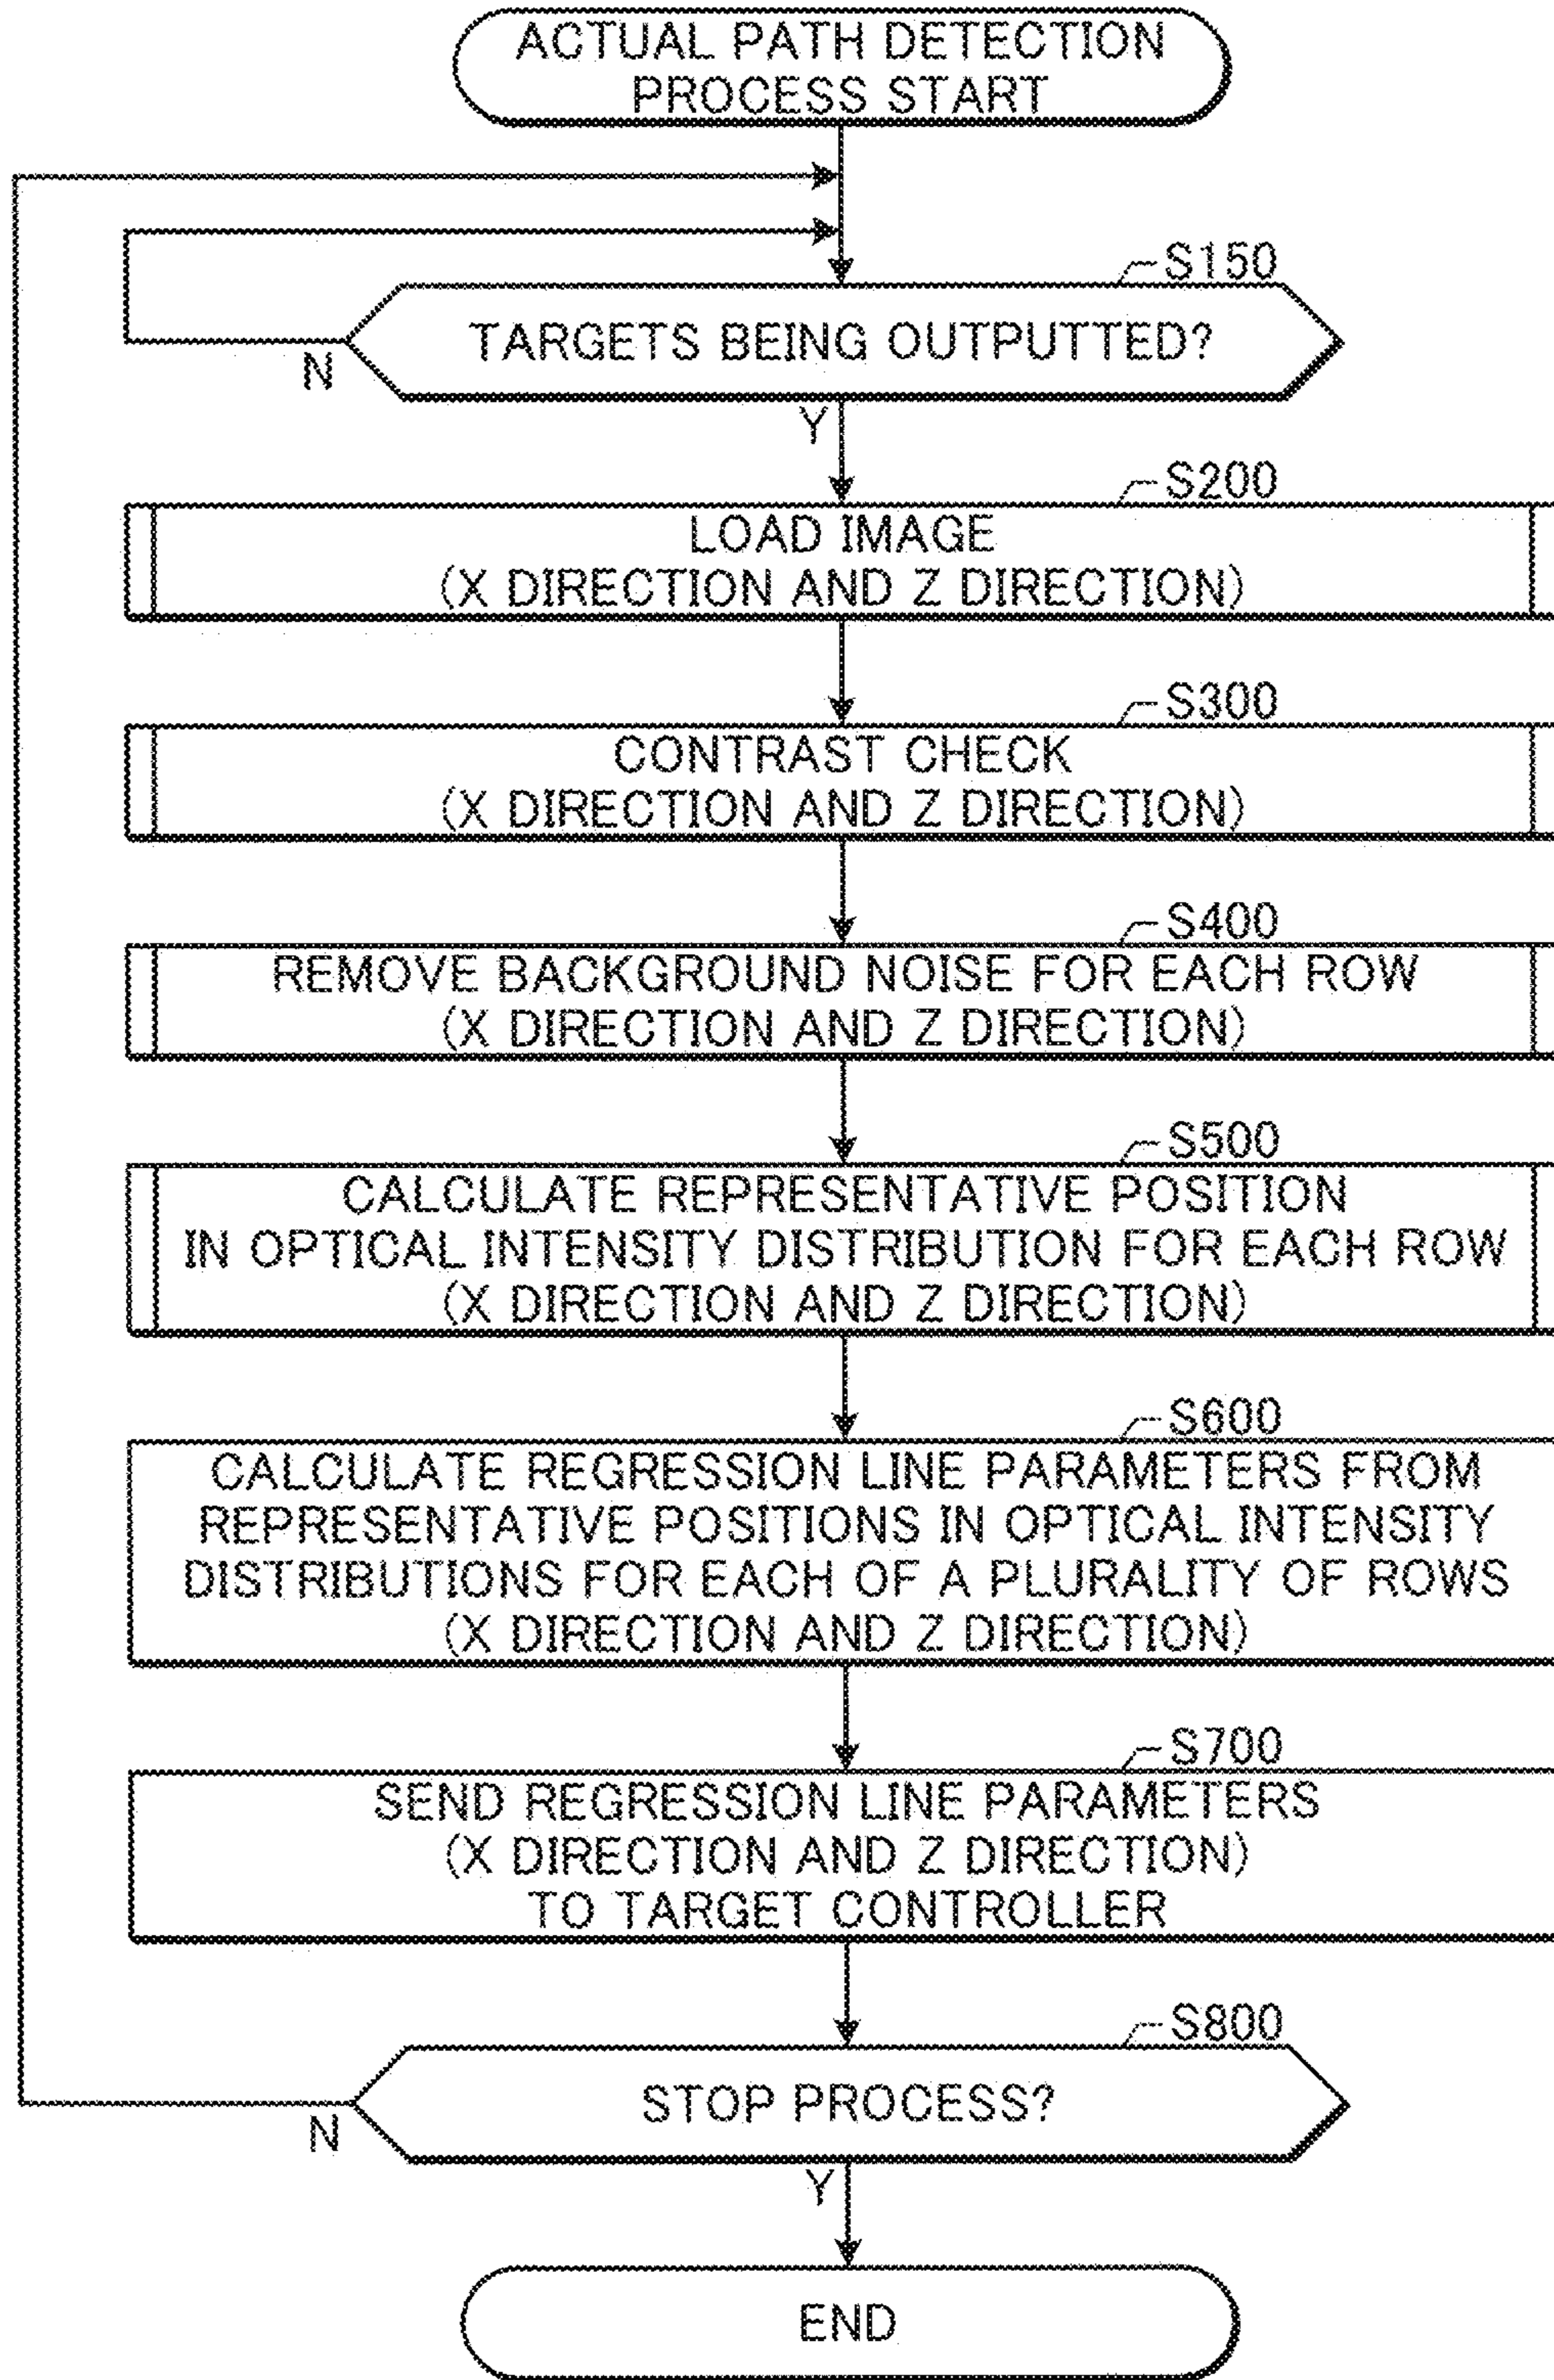 ACTUAL PATH DETECTION
PROCESS START
S150
TARGETS BEING OUTPUTTED?
N
Y
S200
LOAD IMAGE
(X DIRECTION AND Z DIRECTION)
S300
CONTRAST CHECK
(X DIRECTION AND Z DIRECTION)
S400
REMOVE BACKGROUND NOISE FOR EACH ROW
(X DIRECTION AND Z DIRECTION)
S500
CALCULATE REPRESENTATIVE POSITION
IN OPTICAL INTENSITY DISTRIBUTION FOR EACH ROW
(X DIRECTION AND Z DIRECTION)
S600
CALCULATE REGRESSION LINE PARAMETERS FROM
REPRESENTATIVE POSITIONS IN OPTICAL INTENSITY
DISTRIBUTIONS FOR EACH OF A PLURALITY OF ROWS
(X DIRECTION AND Z DIRECTION)
S700
SEND REGRESSION LINE PARAMETERS
(X DIRECTION AND Z DIRECTION)
TO TARGET CONTROLLER
S800
STOP PROCESS?
N
Y
END